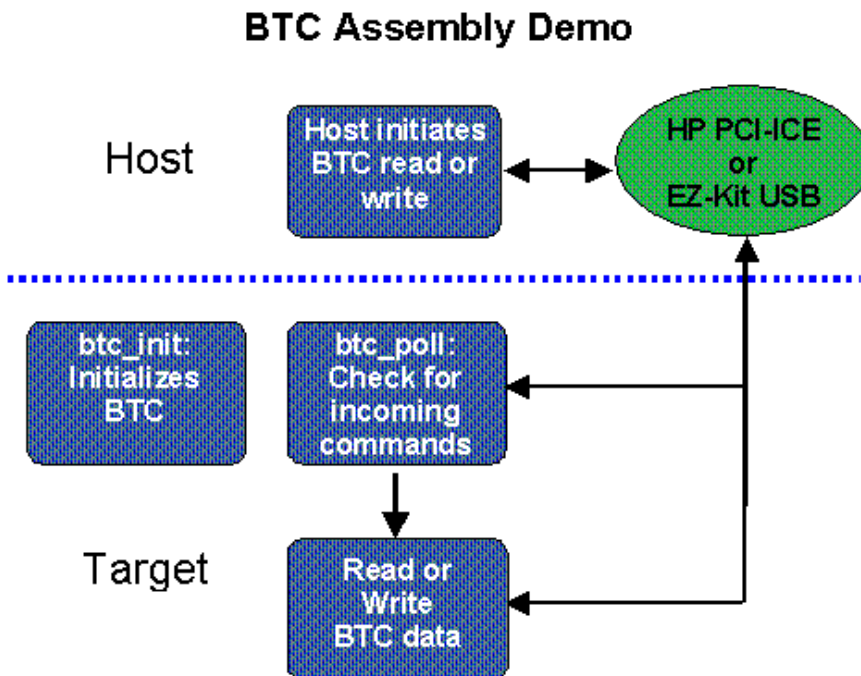 BTC Assembly Demo
Host
Host initiates
BTC read or
write
HP PCI-ICE
or
EZ-Kit USB
btc_init:
Initializes
BTC
btc_poll:
Check for
incoming
commands
Target
Read or
Write
BTC data